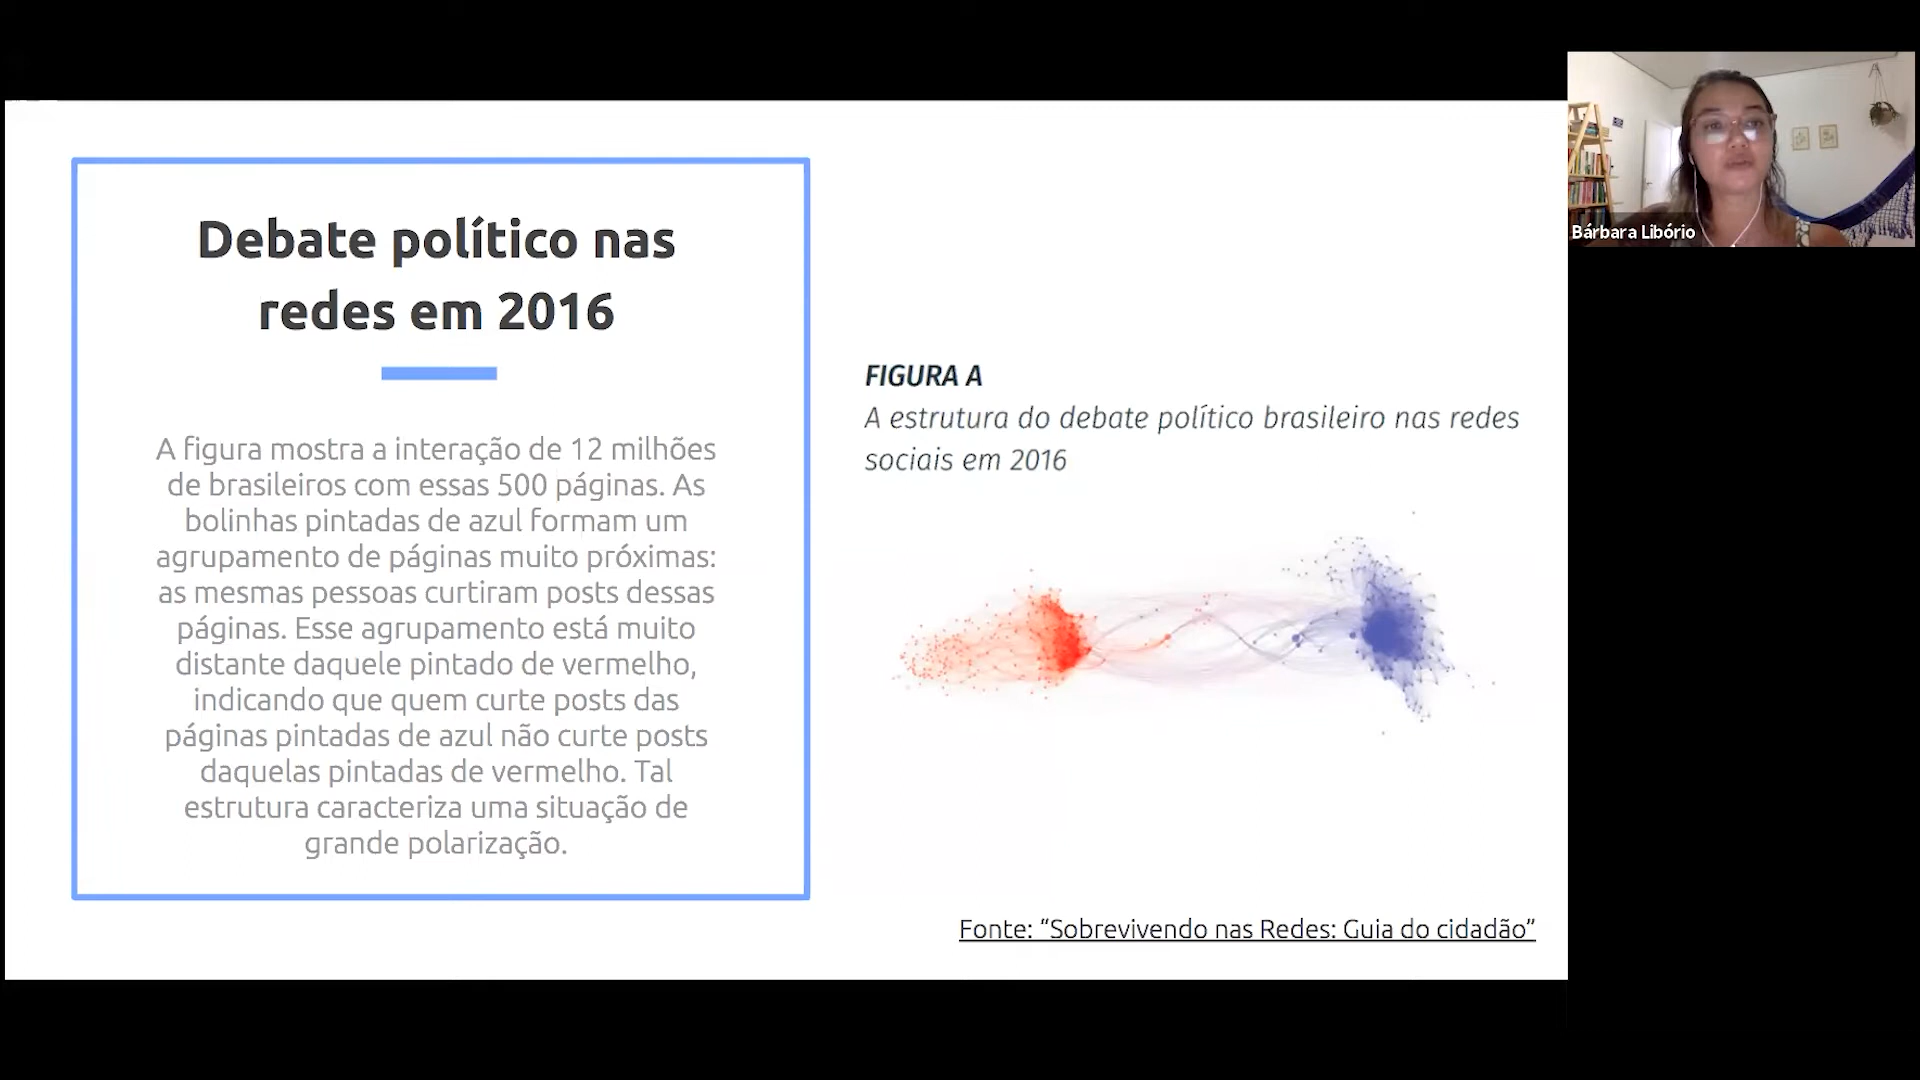 Debate político nas
redes em 2016
A figura mostra a interação de 12 milhões
de brasileiros com essas 500 páginas. As
bolinhas pintadas de azul formam um
agrupamento de páginas muito próximas:
as mesmas pessoas curtiram posts dessas
páginas. Esse agrupamento está muito
distante daquele pintado de vermelho,
indicando que quem curte posts das
páginas pintadas de azul não curte posts
daquelas pintadas de vermelho. Tal
estrutura caracteriza uma situação de
grande polarização.
FIGURA A
A estrutura do debate político brasileiro nas redes
sociais em 2016
Fonte: “Sobrevivendo nas Redes: Guia do cidadão”
Bárbara Libório